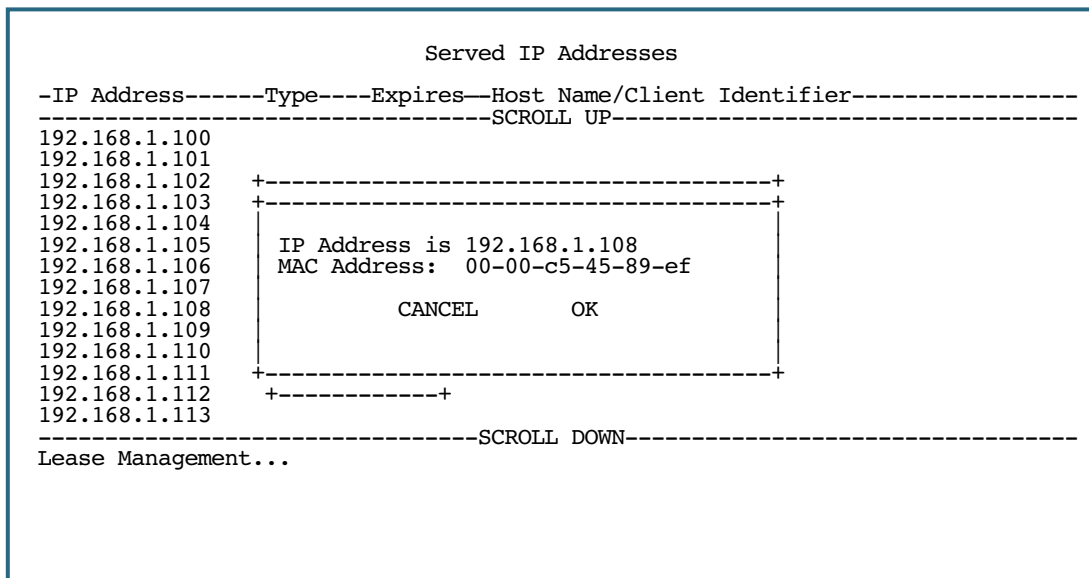 Served IP Addresses
-IP Address------Type----Expires--Host Name/Client Identifier-----------------
----------------------------------SCROLL UP-----------------------------------
192.168.1.100
192.168.1.101
192.168.1.102 +--------------------------------------+
192.168.1.103 +--------------------------------------+
192.168.1.104 | |
192.168.1.105 | IP Address is 192.168.1.108 |
192.168.1.106 | MAC Address: 00-00-c5-45-89-ef |
192.168.1.107 | |
192.168.1.108 | CANCEL OK |
192.168.1.109 | |
192.168.1.110 | |
192.168.1.111 +--------------------------------------+
192.168.1.112 +------------+
192.168.1.113
---------------------------------SCROLL DOWN----------------------------------
Lease Management...